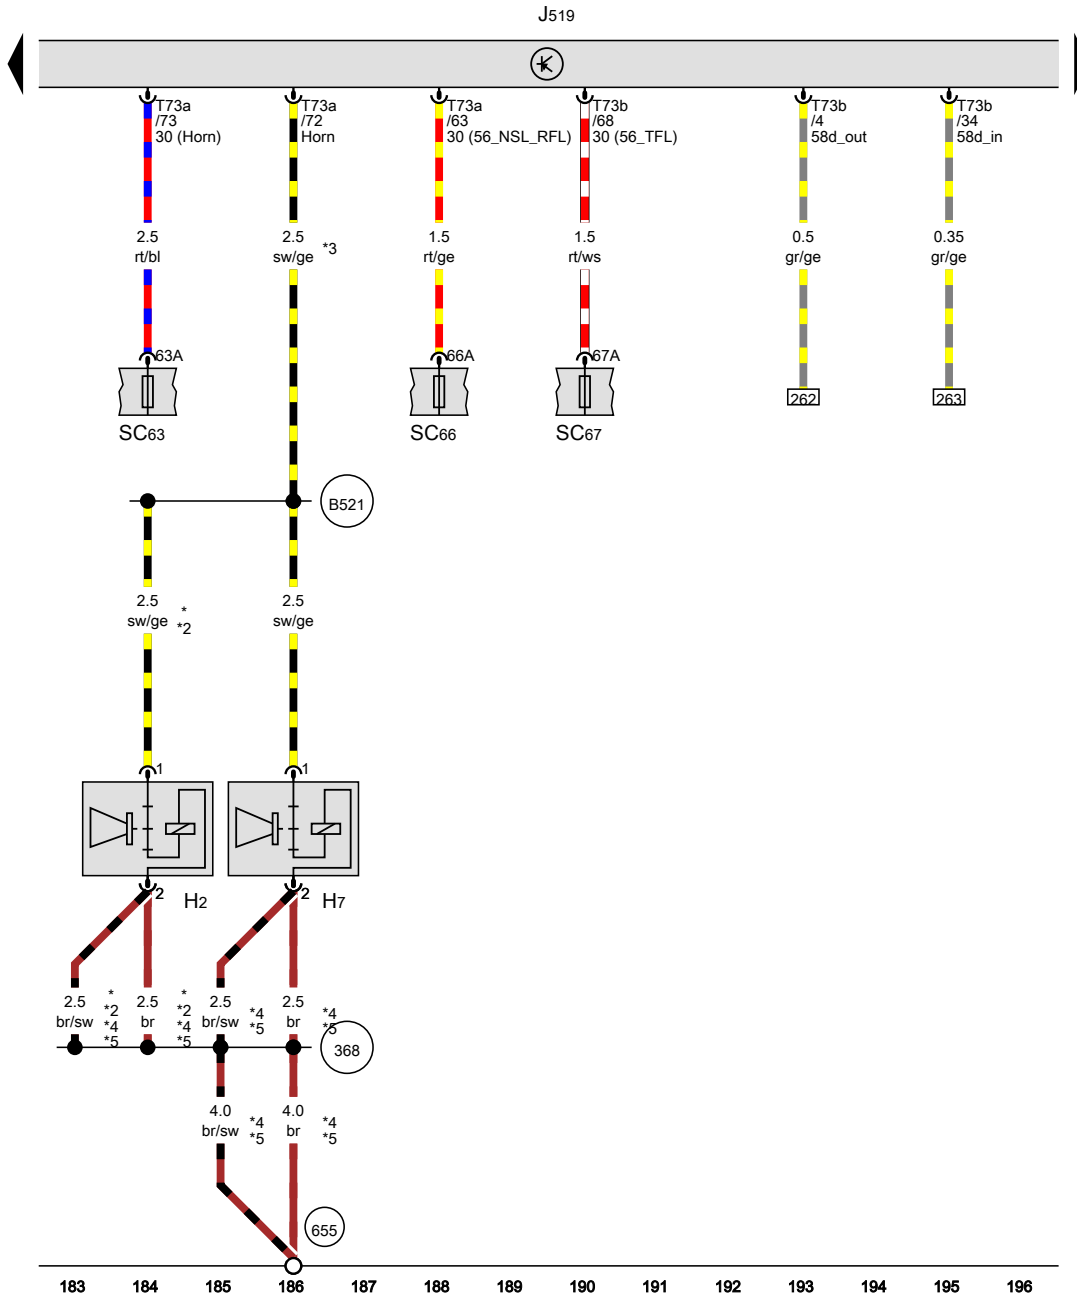 J519
T73a
/73
30 (Horn)
T73a
/72
Horn
T73a
/63
30 (56_NSL_RFL)
T73b
/68
30 (56_TFL)
T73b
/4
58d_out
T73b
/34
58d_in
2.5
rt/bl
2.5
sw/ge
*3
1.5
rt/ge
1.5
rt/ws
0.5
gr/ge
0.35
gr/ge
63A
66A
67A
262
263
SC63
SC66
SC67
B521
2.5
sw/ge
*
*2
2.5
sw/ge
1
1
2
H2
2
H7
2.5
br/sw
*
*2
*4
*5
2.5
br
*
*2
*4
*5
2.5
br/sw
*4
*5
2.5
br
*4
*5
368
4.0
br/sw
*4
*5
4.0
br
*4
*5
655
183 184 185 186 187 188 189 190 191 192 193 194 195 196